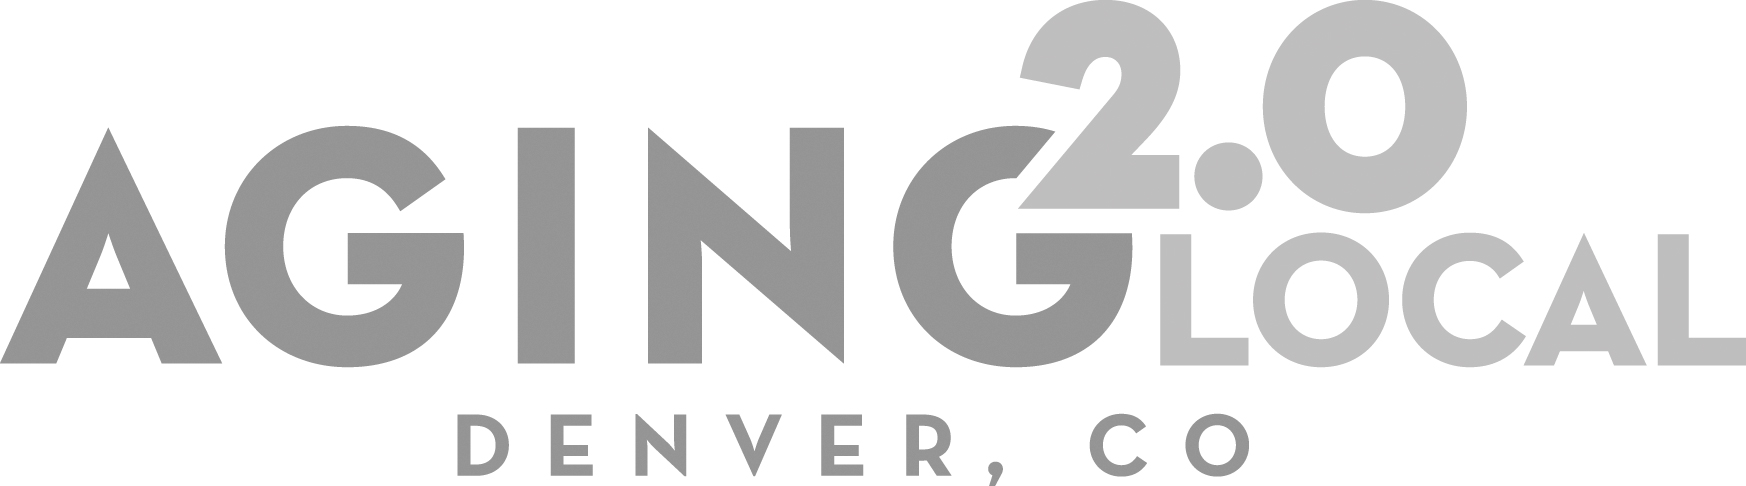 AGING2.0
LOCAL
DENVER, CO